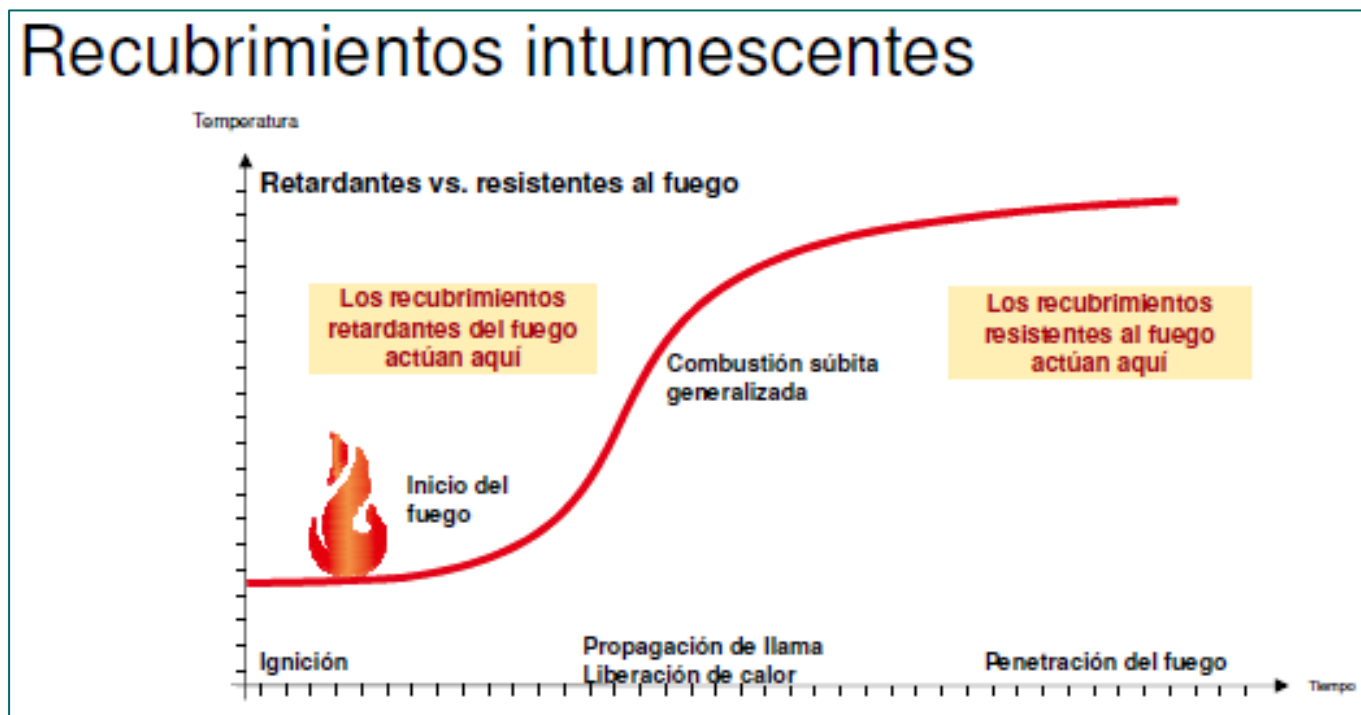 Recubrimientos intumescentes
Temperatura
Retardantes vs. resistentes al fuego
Los recubrimientos
retardantes del fuego
actúan aquí
Los recubrimientos
resistentes al fuego
actúan aquí
Combustión súbita
generalizada
Inicio del
fuego
Ignición
Propagación de llama
Liberación de calor
Penetración del fuego
Tiempo